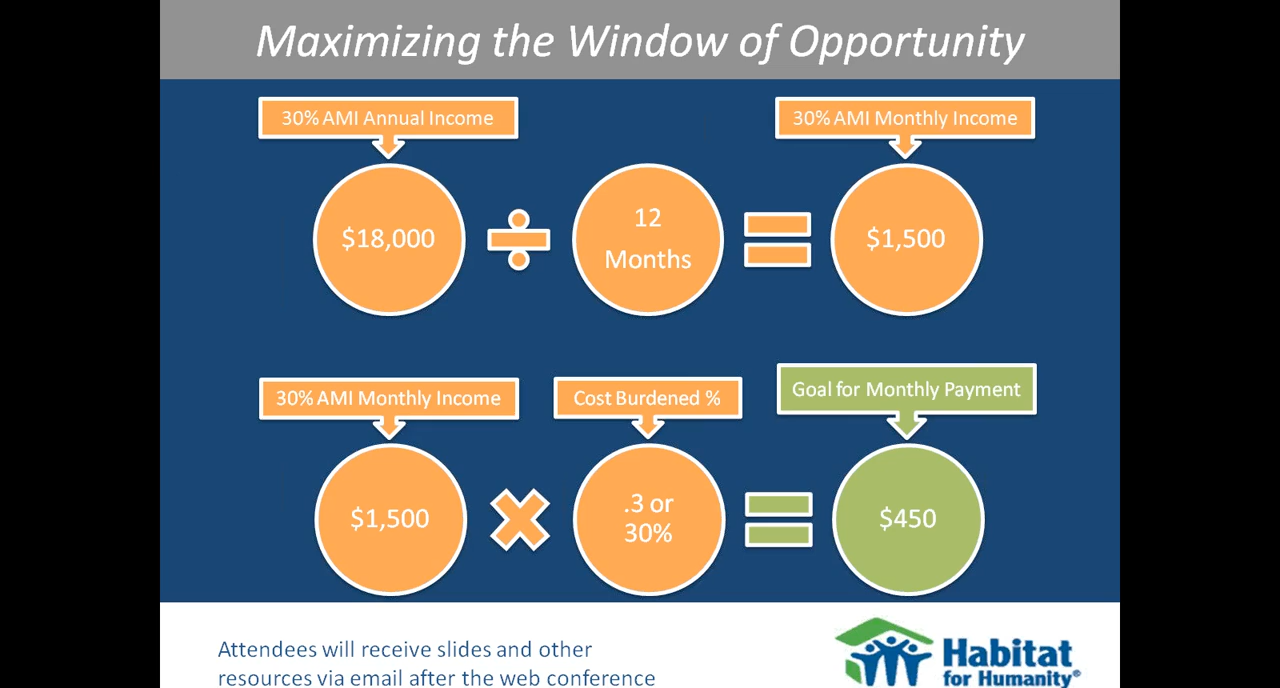 Maximizing the Window of Opportunity
30% AMI Annual Income
30% AMI Monthly Income
$18,000
12
Months
$1,500
30% AMI Monthly Income
Cost Burdened %
Goal for Monthly Payment
$1,500
.3 or
30%
$450
Attendees will receive slides and other
resources via email after the web conference
Habitat
for Humanity®